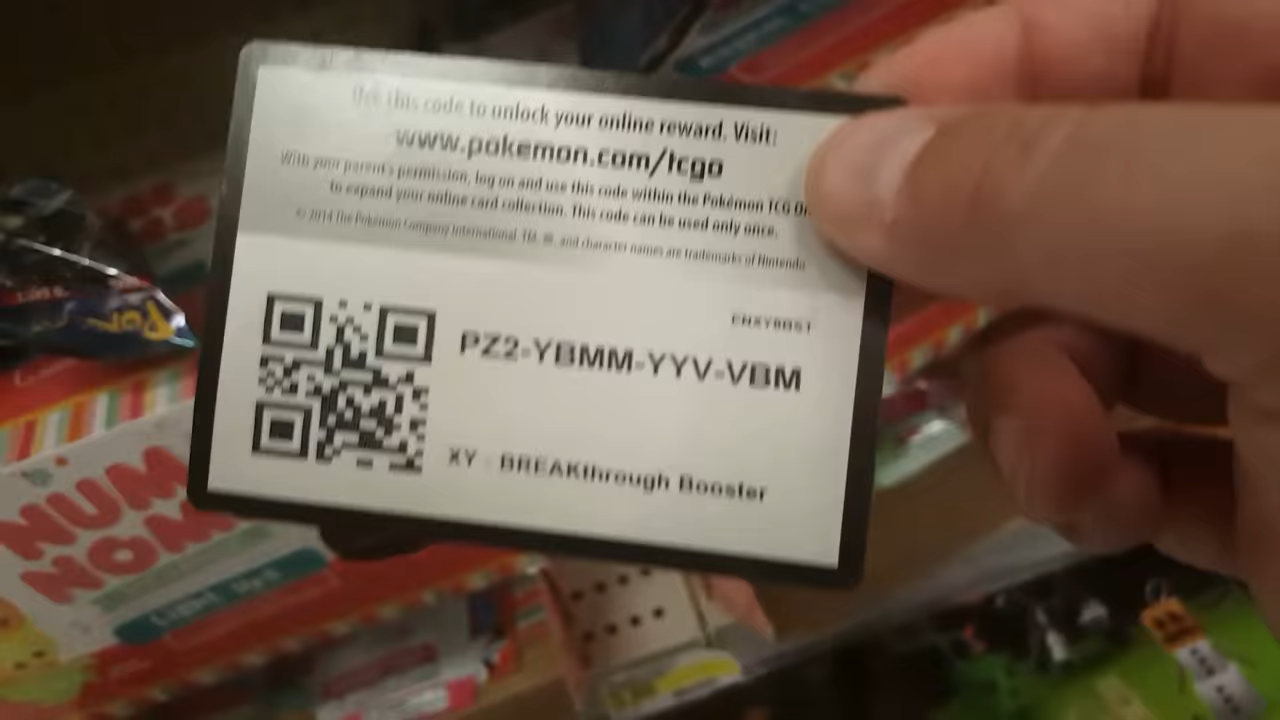 Use this code to unlock your online reward. Visit:
www.pokemon.com/tcgo
With your parent's permission, log on and use this code within the Pokémon TCG
to expand your online card collection. This code can be used only once.
© 2014 The Pokémon Company International. TM, ®, and character names are trademarks of Nintendo
PZ2-YBMM-YYV-VBM
XY - BREAKthrough Booster
NUM
NOM